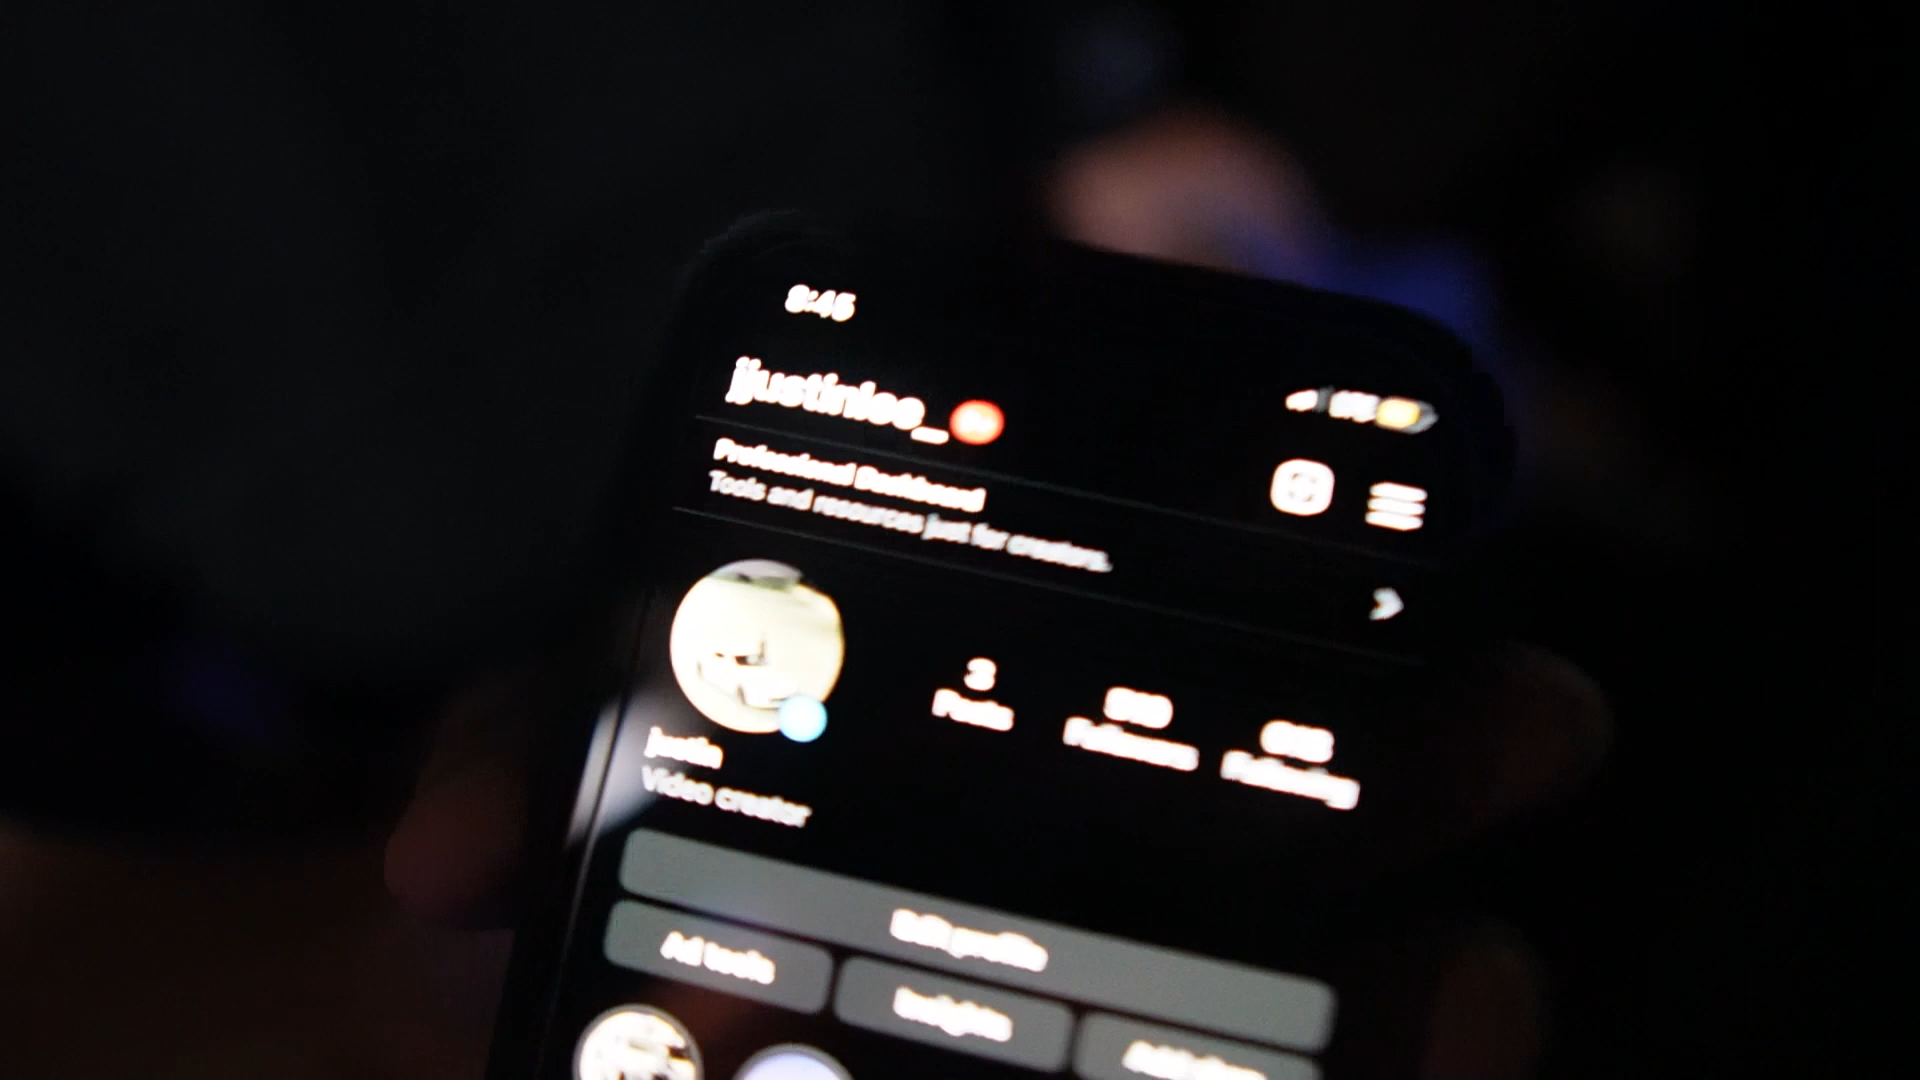 8:45
jjustinlee_
Professional Dashboard
Tools and resources just for creators.
3
Posts
Followers
Following
justin
Video creator
Edit profile
Ad tools
Insights